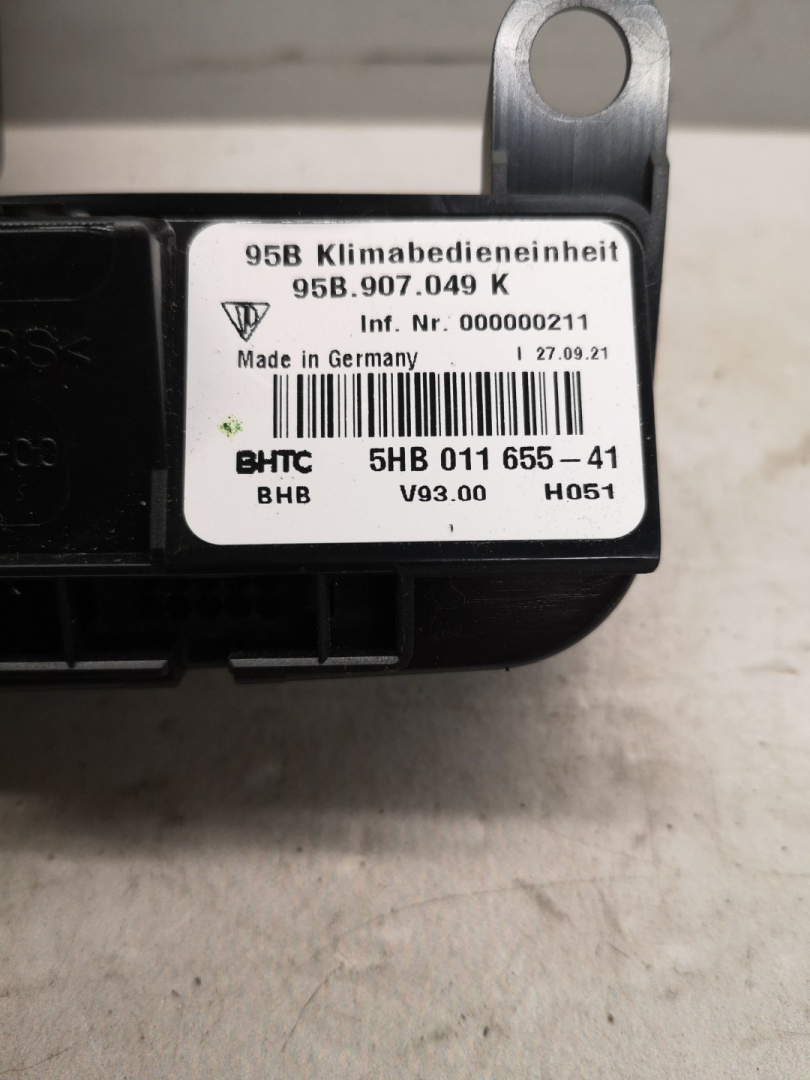 95B Klimabedieneinheit
95B.907.049 K
Inf. Nr. 000000211
Made in Germany I 27.09.21
BHTC 5HB 011 655-41
BHB V93.00 H051